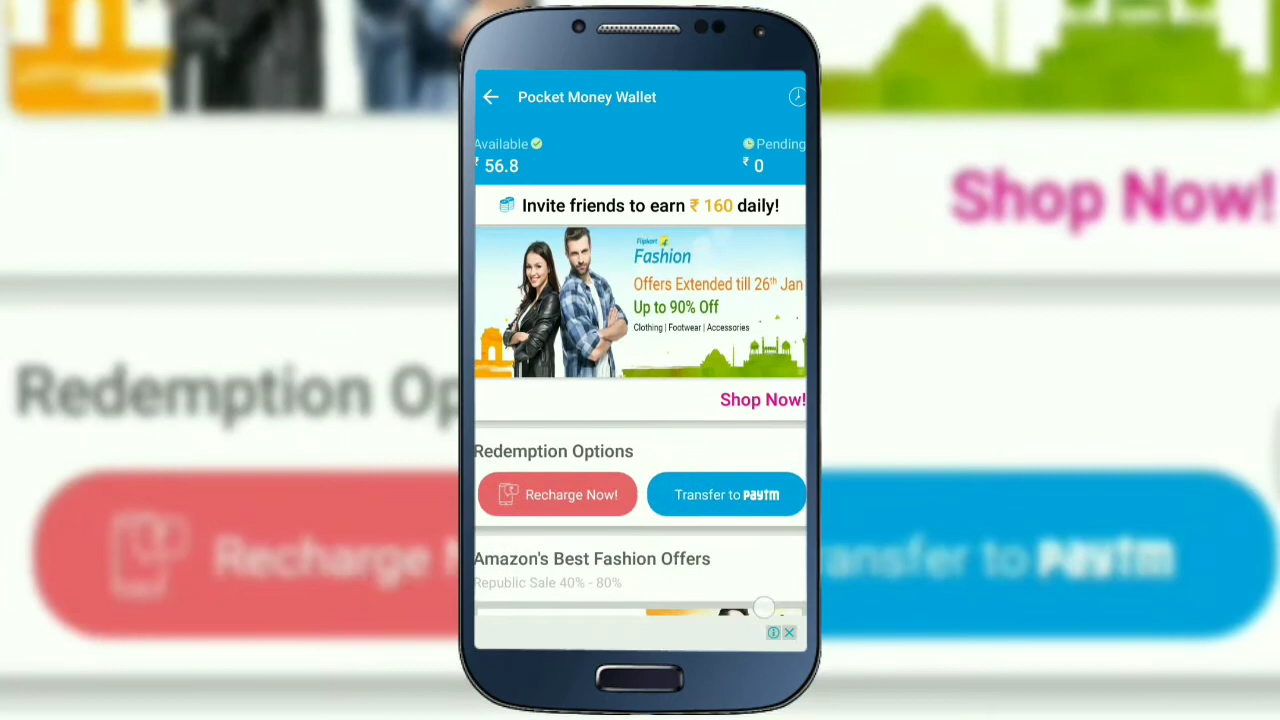 Pocket Money Wallet
Available Pending
₹ 56.8 ₹ 0
Invite friends to earn ₹ 160 daily!
Flipkart
Fashion
Offers Extended till 26th Jan
Up to 90% Off
Clothing | Footwear | Accessories
Shop Now!
Redemption Options
Recharge Now! Transfer to paytm
Amazon's Best Fashion Offers
Republic Sale 40% - 80%
Shop Now!
Redemption Op
Recharge N
ransfer to paytm